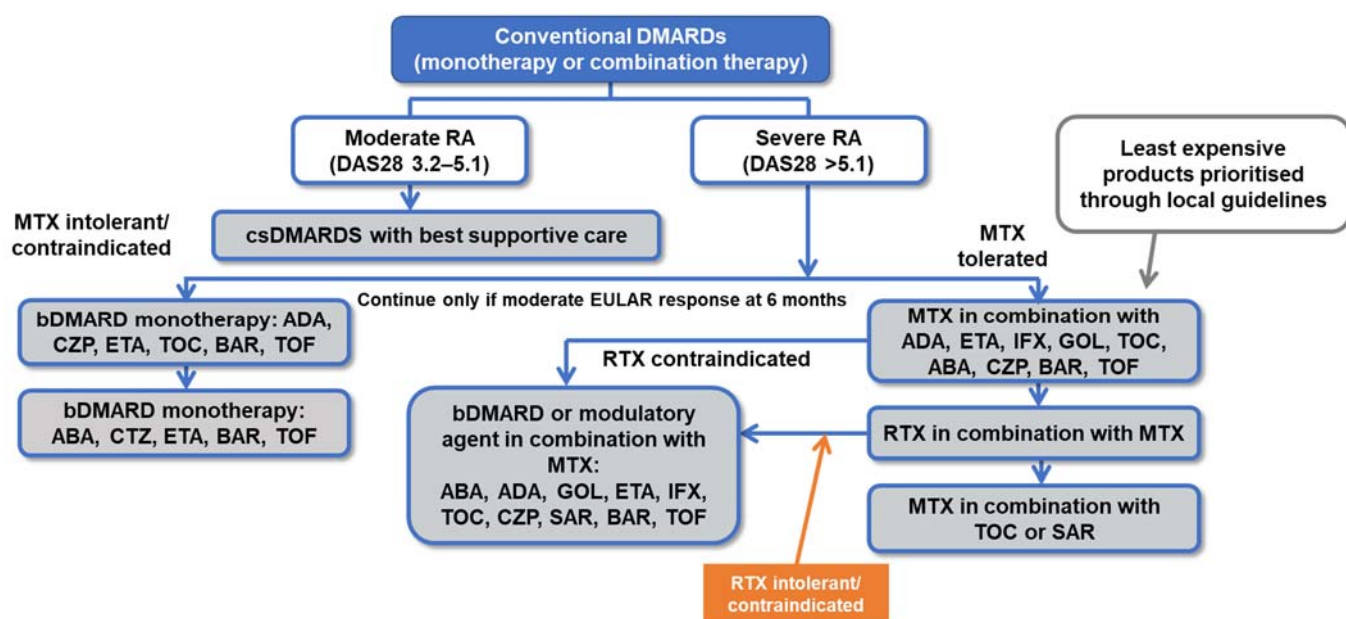 Conventional DMARDs
(monotherapy or combination therapy)
Moderate RA
(DAS28 3.2–5.1)
Severe RA
(DAS28 >5.1)
Least expensive
products prioritised
through local guidelines
MTX intolerant/
contraindicated
csDMARDS with best supportive care
MTX
tolerated
Continue only if moderate EULAR response at 6 months
bDMARD monotherapy: ADA,
CZP, ETA, TOC, BAR, TOF
MTX in combination with
ADA, ETA, IFX, GOL, TOC,
ABA, CZP, BAR, TOF
RTX contraindicated
bDMARD monotherapy:
ABA, CTZ, ETA, BAR, TOF
bDMARD or modulatory
agent in combination with
MTX:
ABA, ADA, GOL, ETA, IFX,
TOC, CZP, SAR, BAR, TOF
RTX in combination with MTX
MTX in combination with
TOC or SAR
RTX intolerant/
contraindicated